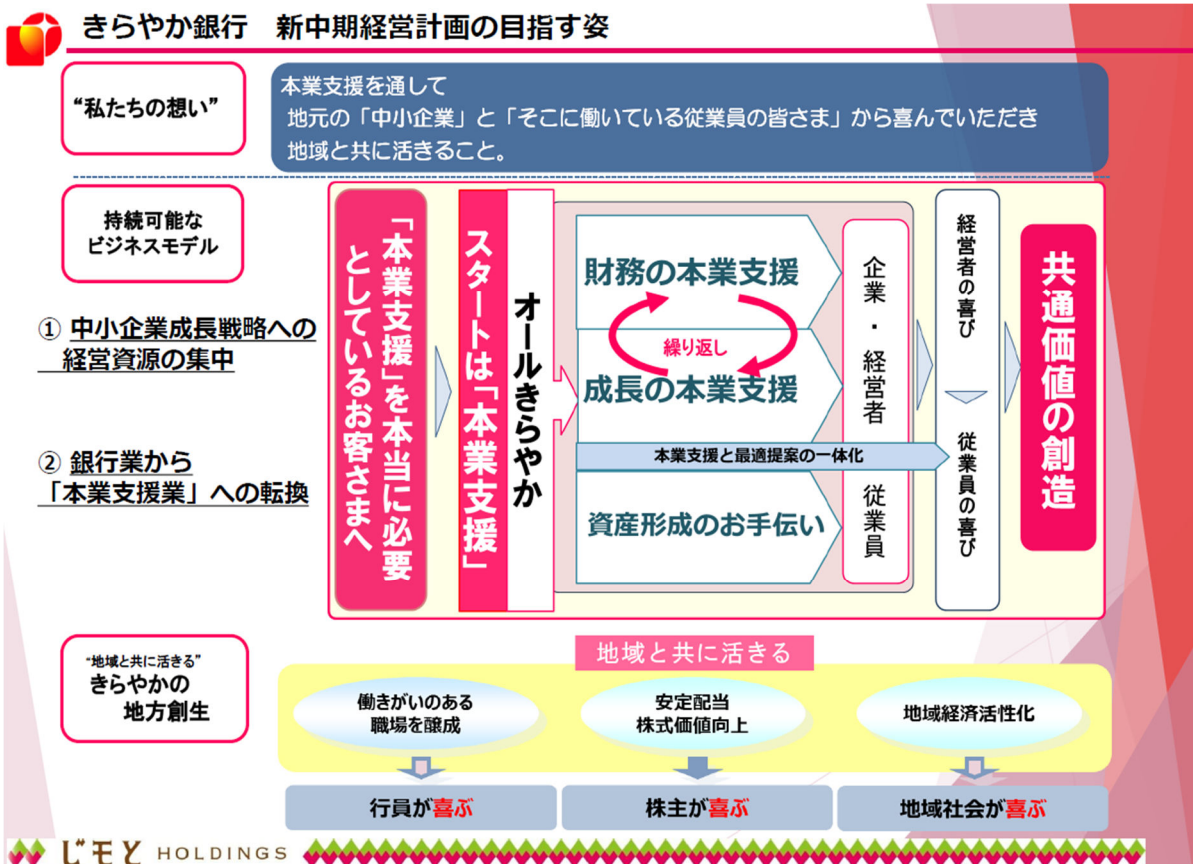 きらやか銀行　新中期経営計画の目指す姿
“私たちの想い”
本業支援を通して
地元の「中小企業」と「そこに働いている従業員の皆さま」から喜んでいただき
地域と共に活きること。
持続可能な
ビジネスモデル
① 中小企業成長戦略への
経営資源の集中
② 銀行業から
「本業支援業」への転換
「本業支援」を本当に必要
としているお客さまへ
スタートは「本業支援」
オールきらやか
財務の本業支援
繰り返し
成長の本業支援
本業支援と最適提案の一体化
資産形成のお手伝い
企業・経営者
従業員
経営者の喜び
従業員の喜び
共通価値の創造
“地域と共に活きる”
きらやかの
地方創生
地域と共に活きる
働きがいのある
職場を醸成
安定配当
株式価値向上
地域経済活性化
行員が喜ぶ
株主が喜ぶ
地域社会が喜ぶ
じモと HOLDINGS